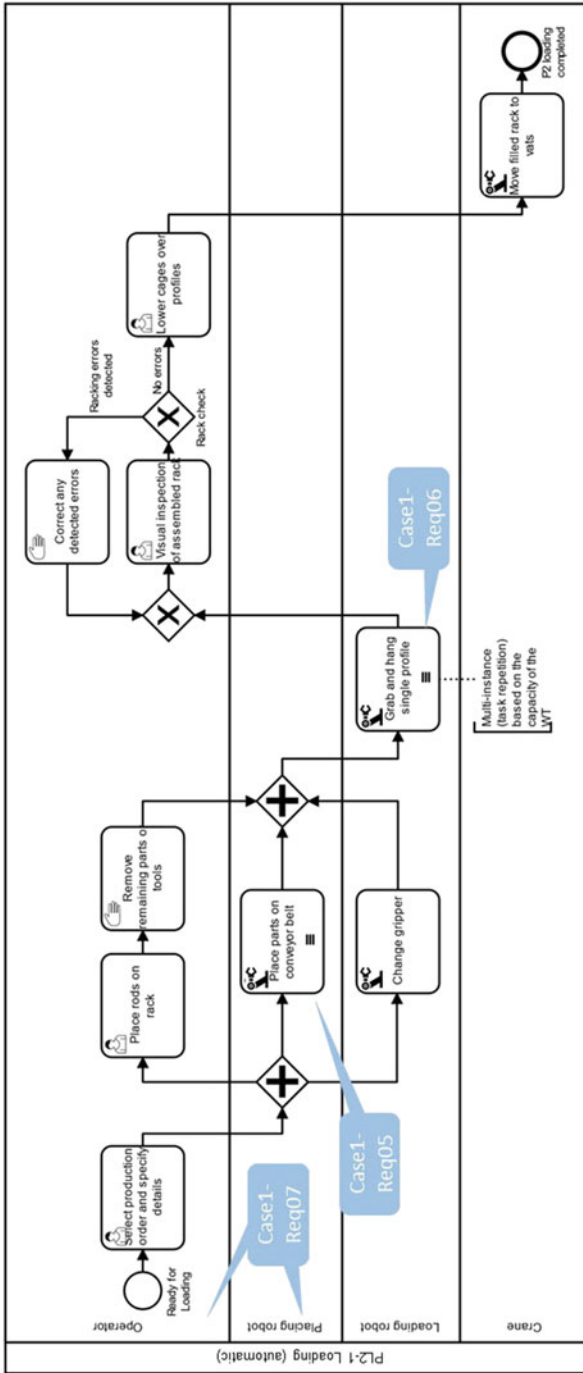 PL2-1 Loading (automatic)
Operator
Placing robot
Loading robot
Crane
Ready for
Loading
Select production
order and specify
details
Place rods on
rack
Remove
remaining parts o
tools
Correct any
detected errors
Visual inspection
of assembled rack
Racking errors
detected
No errors
Rack check
Lower cages over
profiles
Place parts on
conveyor belt
Change gripper
Grab and hang
single profile
Multi-instance
(task repetition)
based on the
capacity of the
WT
Move filled rack to
vats
P2 loading
completed
Case1-
Req07
Case1-
Req05
Case1-
Req06